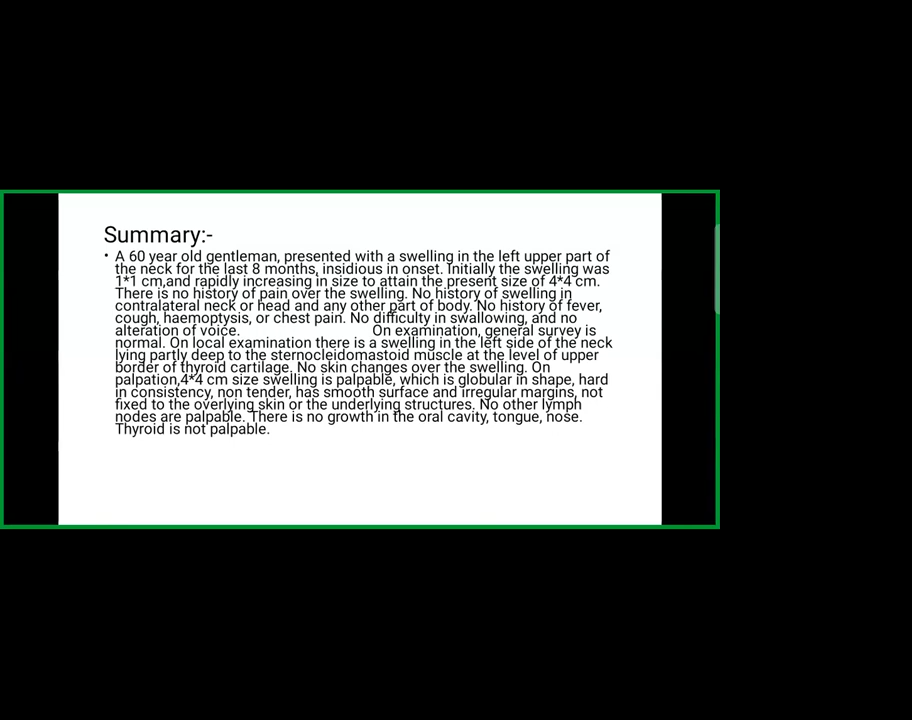 Summary:-
• A 60 year old gentleman, presented with a swelling in the left upper part of
the neck for the last 8 months, insidious in onset. Initially the swelling was
1*1 cm,and rapidly increasing in size to attain the present size of 4*4 cm.
There is no history of pain over the swelling. No history of swelling in
contralateral neck or head and any other part of body. No history of fever,
cough, haemoptysis, or chest pain. No difficulty in swallowing, and no
alteration of voice. On examination, general survey is
normal. On local examination there is a swelling in the left side of the neck
lying partly deep to the sternocleidomastoid muscle at the level of upper
border of thyroid cartilage. No skin changes over the swelling. On
palpation,4*4 cm size swelling is palpable, which is globular in shape, hard
in consistency, non tender, has smooth surface and irregular margins, not
fixed to the overlying skin or the underlying structures. No other lymph
nodes are palpable. There is no growth in the oral cavity, tongue, nose.
Thyroid is not palpable.